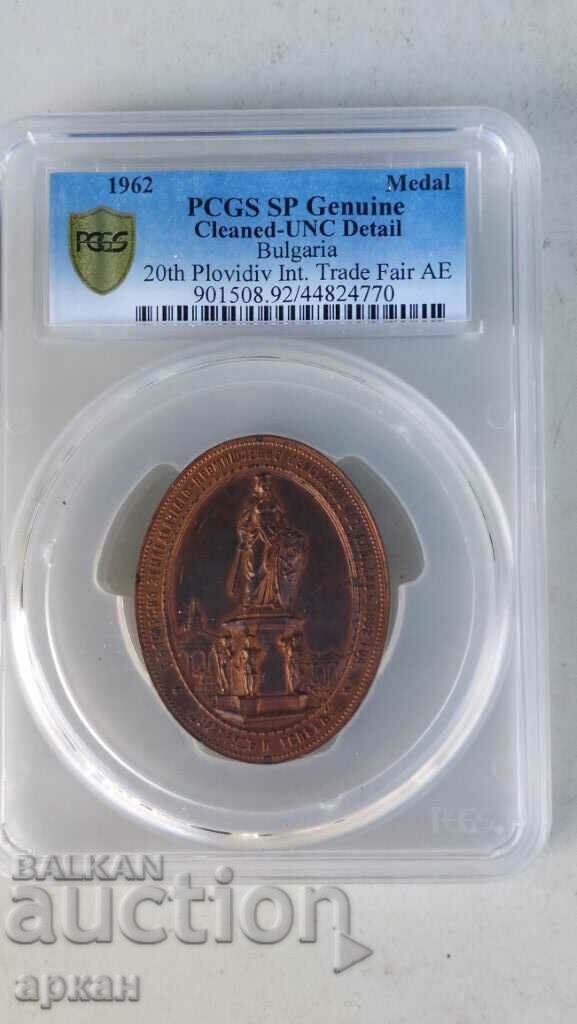 1962 Medal
PCGS SP Genuine
Cleaned-UNC Detail
Bulgaria
20th Plovidiv Int. Trade Fair AE
901508.92/44824770
PCGS
PCGS
BALKAN
auction
аркан